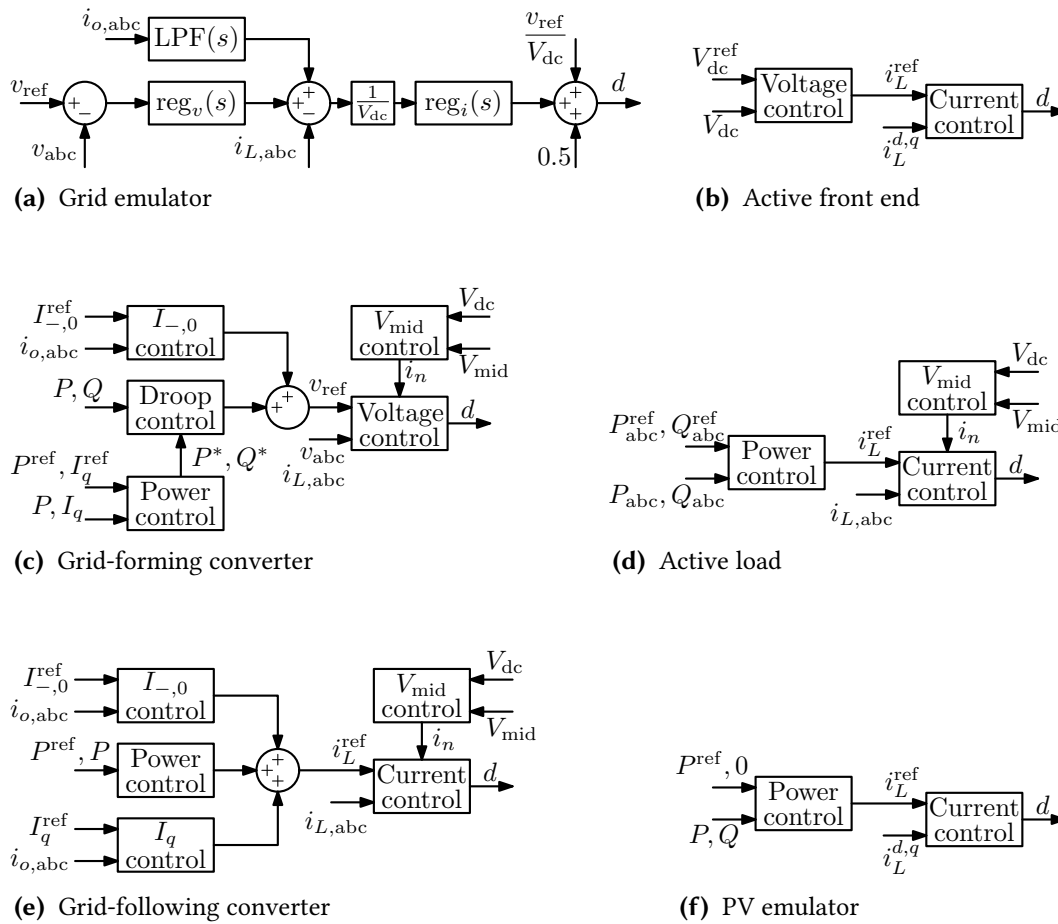 i_{o,abc}
LPF(s)
v_ref
V_dc
v_ref
+
−
reg_v(s)
+
+
−
1
V_dc
reg_i(s)
+
+
+
d
v_abc
i_{L,abc}
0.5
(a) Grid emulator
V_dc^ref
V_dc
Voltage
control
i_L^ref
i_L^{d,q}
Current
control
d
(b) Active front end
I_{−,0}^ref
i_{o,abc}
I_{−,0}
control
V_mid
control
V_dc
V_mid
i_n
P, Q
Droop
control
+
+
v_ref
Voltage
control
d
v_abc
i_{L,abc}
P*, Q*
P^ref, I_q^ref
P, I_q
Power
control
(c) Grid-forming converter
V_mid
control
V_dc
V_mid
i_n
P_abc^ref, Q_abc^ref
P_abc, Q_abc
Power
control
i_L^ref
i_{L,abc}
Current
control
d
(d) Active load
I_{−,0}^ref
i_{o,abc}
I_{−,0}
control
V_mid
control
V_dc
V_mid
i_n
P^ref, P
Power
control
+
+
+
i_L^ref
i_{L,abc}
Current
control
d
I_q^ref
i_{o,abc}
I_q
control
(e) Grid-following converter
P^ref, 0
P, Q
Power
control
i_L^ref
i_L^{d,q}
Current
control
d
(f) PV emulator